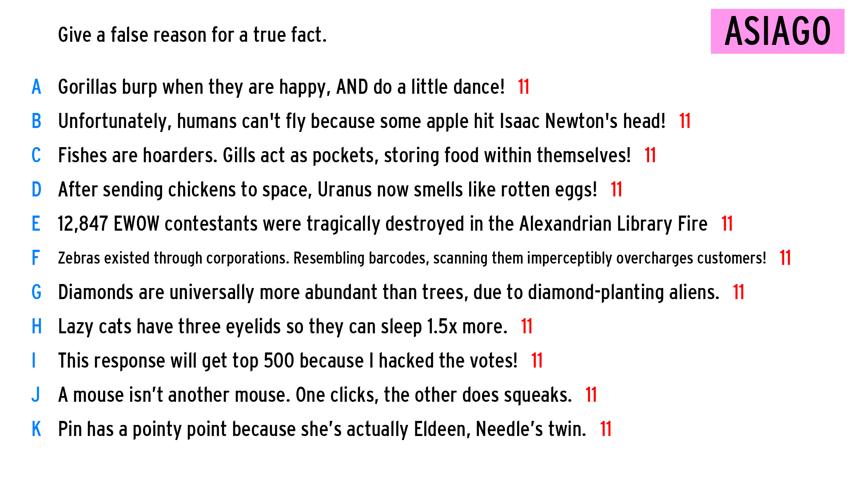 Give a false reason for a true fact.
ASIAGO
A Gorillas burp when they are happy, AND do a little dance! 11
B Unfortunately, humans can't fly because some apple hit Isaac Newton's head! 11
C Fishes are hoarders. Gills act as pockets, storing food within themselves! 11
D After sending chickens to space, Uranus now smells like rotten eggs! 11
E 12,847 EWOW contestants were tragically destroyed in the Alexandrian Library Fire 11
F Zebras existed through corporations. Resembling barcodes, scanning them imperceptibly overcharges customers! 11
G Diamonds are universally more abundant than trees, due to diamond-planting aliens. 11
H Lazy cats have three eyelids so they can sleep 1.5x more. 11
I This response will get top 500 because I hacked the votes! 11
J A mouse isn’t another mouse. One clicks, the other does squeaks. 11
K Pin has a pointy point because she’s actually Eldeen, Needle’s twin. 11